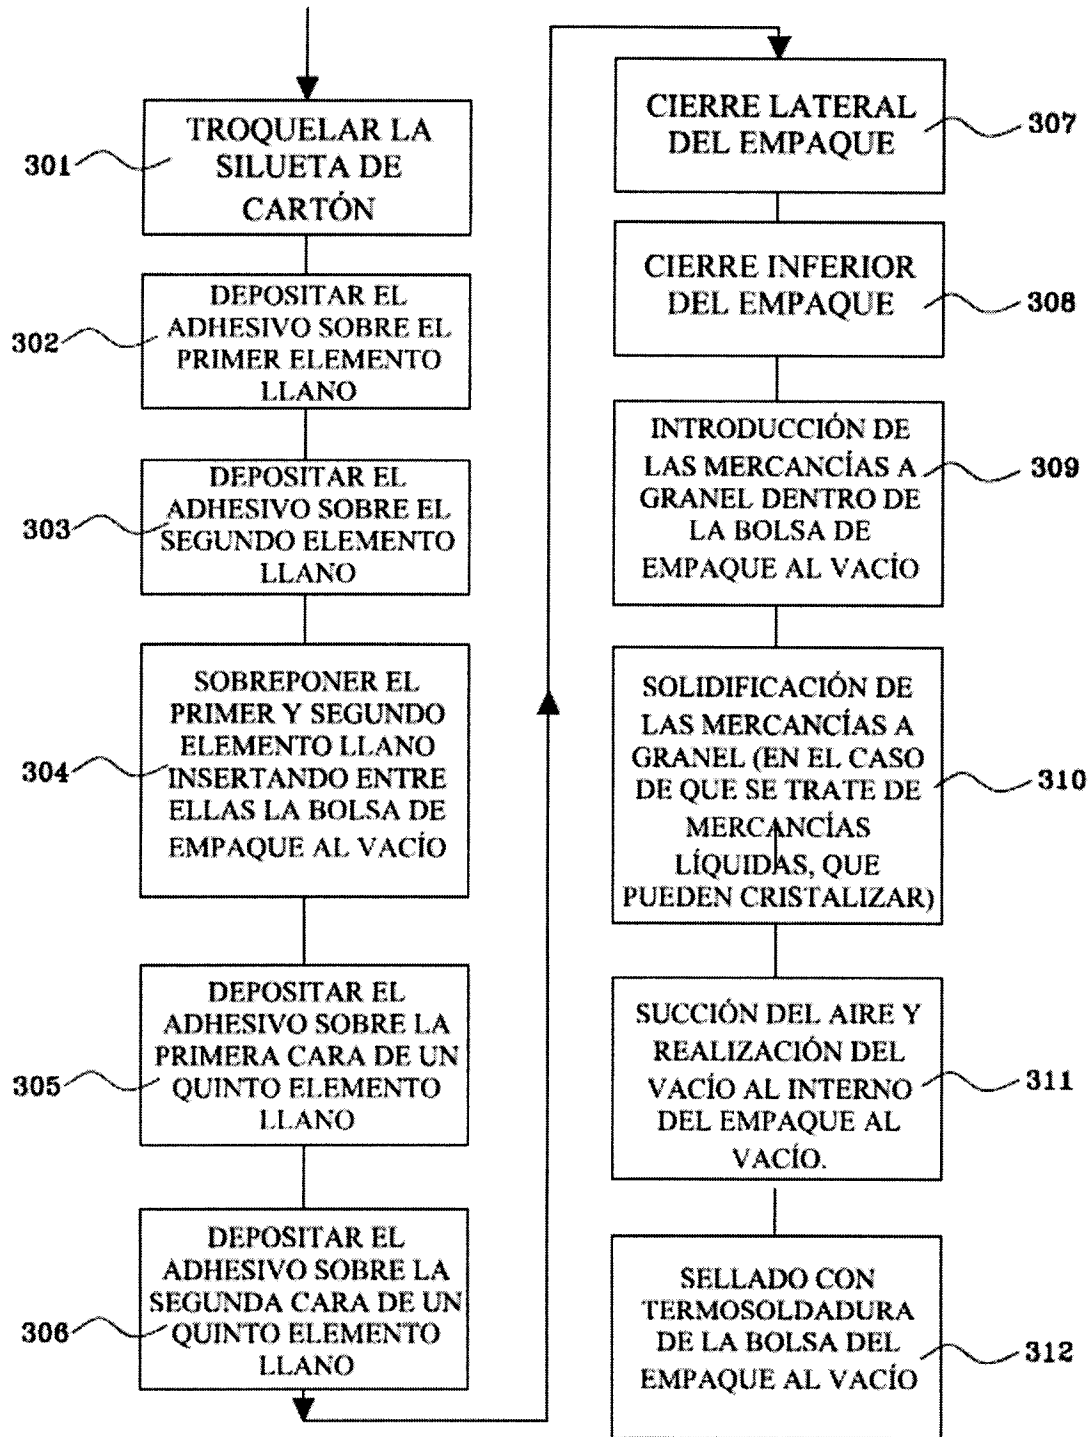 301
TROQUELAR LA
SILUETA DE
CARTÓN
302
DEPOSITAR EL
ADHESIVO SOBRE EL
PRIMER ELEMENTO
LLANO
303
DEPOSITAR EL
ADHESIVO SOBRE EL
SEGUNDO ELEMENTO
LLANO
304
SOBREPONER EL
PRIMER Y SEGUNDO
ELEMENTO LLANO
INSERTANDO ENTRE
ELLAS LA BOLSA DE
EMPAQUE AL VACÍO
305
DEPOSITAR EL
ADHESIVO SOBRE LA
PRIMERA CARA DE UN
QUINTO ELEMENTO
LLANO
306
DEPOSITAR EL
ADHESIVO SOBRE LA
SEGUNDA CARA DE UN
QUINTO ELEMENTO
LLANO
CIERRE LATERAL
DEL EMPAQUE
307
CIERRE INFERIOR
DEL EMPAQUE
308
INTRODUCCIÓN DE
LAS MERCANCÍAS A
GRANEL DENTRO DE
LA BOLSA DE
EMPAQUE AL VACÍO
309
SOLIDIFICACIÓN DE
LAS MERCANCÍAS A
GRANEL (EN EL CASO
DE QUE SE TRATE DE
MERCANCÍAS
LÍQUIDAS, QUE
PUEDEN CRISTALIZAR)
310
SUCCIÓN DEL AIRE Y
REALIZACIÓN DEL
VACÍO AL INTERNO
DEL EMPAQUE AL
VACÍO.
311
SELLADO CON
TERMOSOLDADURA
DE LA BOLSA DEL
EMPAQUE AL VACÍO
312